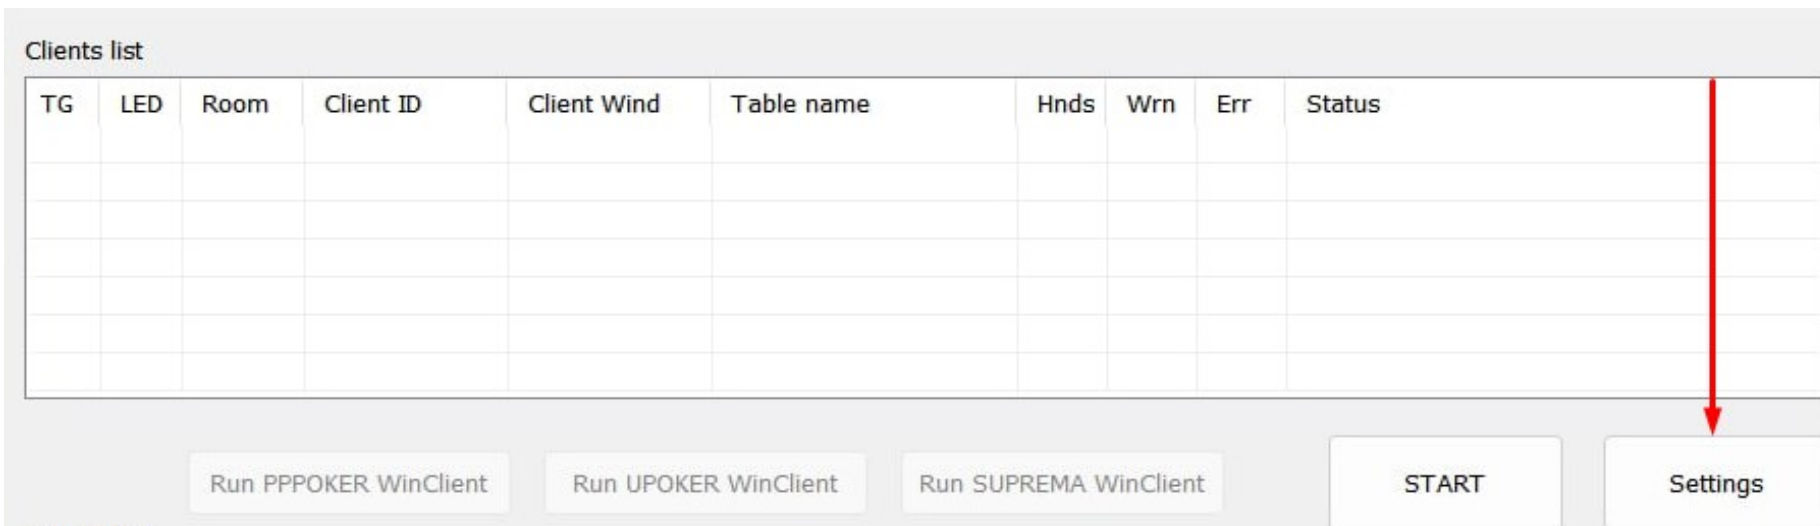 Clients list
TG LED Room Client ID Client Wind Table name Hnds Wrn Err Status
Run PPPOKER WinClient Run UPOKER WinClient Run SUPREMA WinClient START Settings